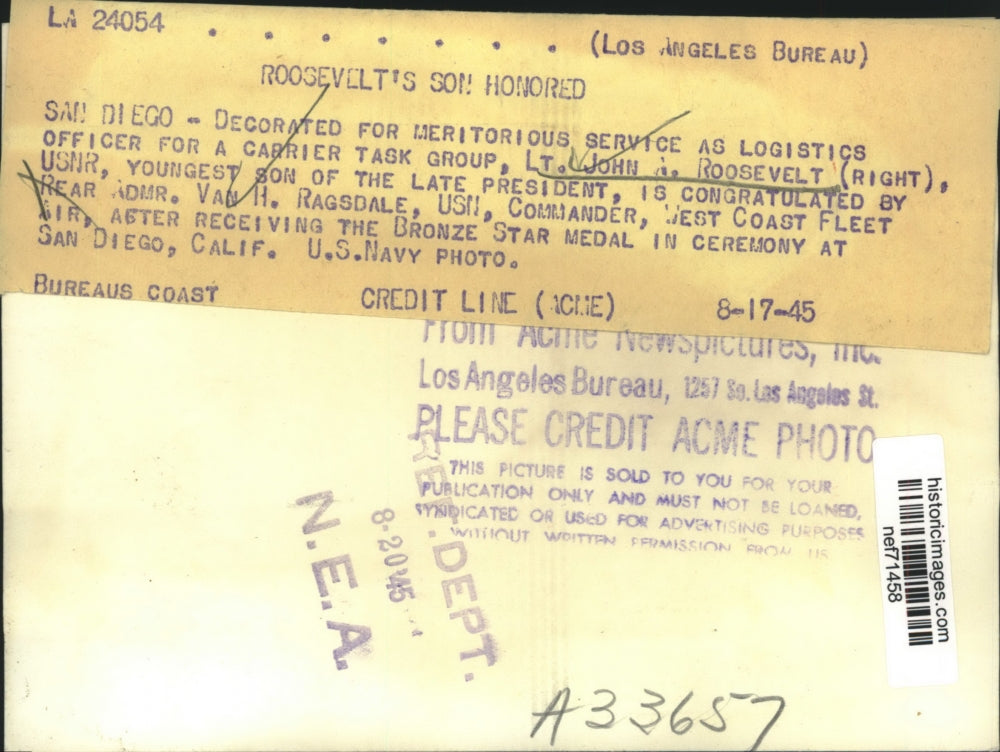 LA 24054 . . . . . . . (LOS ANGELES BUREAU)
ROOSEVELT'S SON HONORED
SAN DIEGO - DECORATED FOR MERITORIOUS SERVICE AS LOGISTICS
OFFICER FOR A CARRIER TASK GROUP, LT. JOHN A. ROOSEVELT (RIGHT),
USNR, YOUNGEST SON OF THE LATE PRESIDENT, IS CONGRATULATED BY
REAR ADMR. VAN H. RAGSDALE, USN, COMMANDER, WEST COAST FLEET
AIR, AFTER RECEIVING THE BRONZE STAR MEDAL IN CEREMONY AT
SAN DIEGO, CALIF. U.S.NAVY PHOTO.
BUREAUS COAST CREDIT LINE (ACME) 8-17-45
From Acme Newspictures, Inc.
Los Angeles Bureau, 1257 So. Los Angeles St.
PLEASE CREDIT ACME PHOTO
THIS PICTURE IS SOLD TO YOU FOR YOUR
PUBLICATION ONLY AND MUST NOT BE LOANED,
SYNDICATED OR USED FOR ADVERTISING PURPOSES
WITHOUT WRITTEN PERMISSION FROM US
REF. DEPT.
8-2045
N.E.A.
historicimages.com
nef71458
A33657